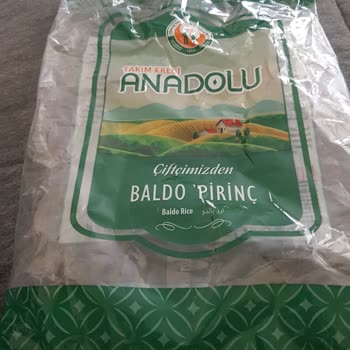 TARIM KREDİ
ANADOLU
Çiftçimizden
BALDO PİRİNÇ
Baldo Rice